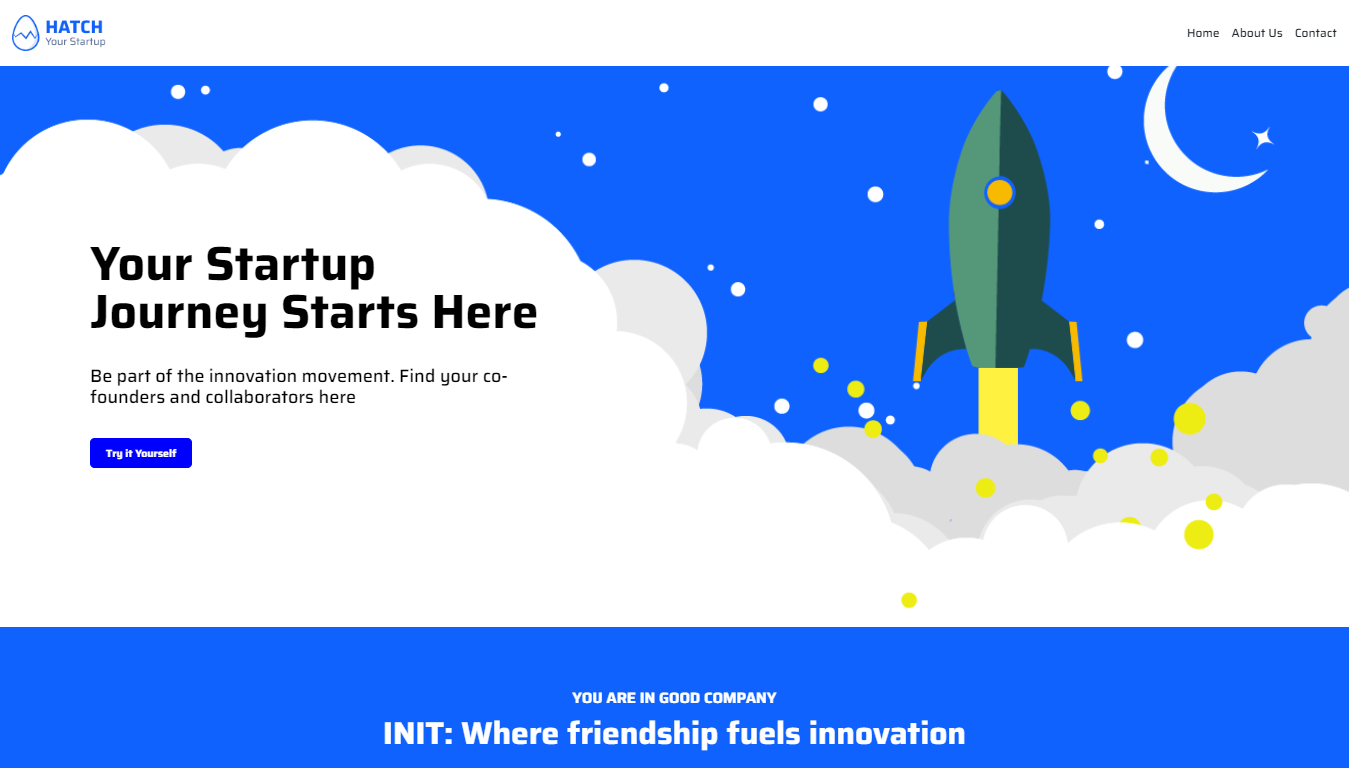 HATCH
Your Startup
Home About Us Contact
Your Startup
Journey Starts Here
Be part of the innovation movement. Find your co-
founders and collaborators here
Try it Yourself
YOU ARE IN GOOD COMPANY
INIT: Where friendship fuels innovation